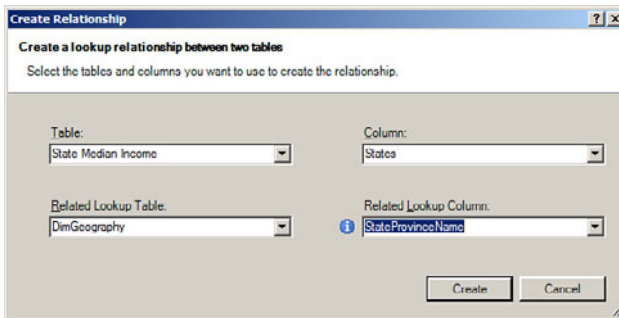 Create Relationship
Create a lookup relationship between two tables
Select the tables and columns you want to use to create the relationship.
Table: Column:
State Median Income States
Related Lookup Table: Related Lookup Column:
DimGeography StateProvinceName
Create Cancel